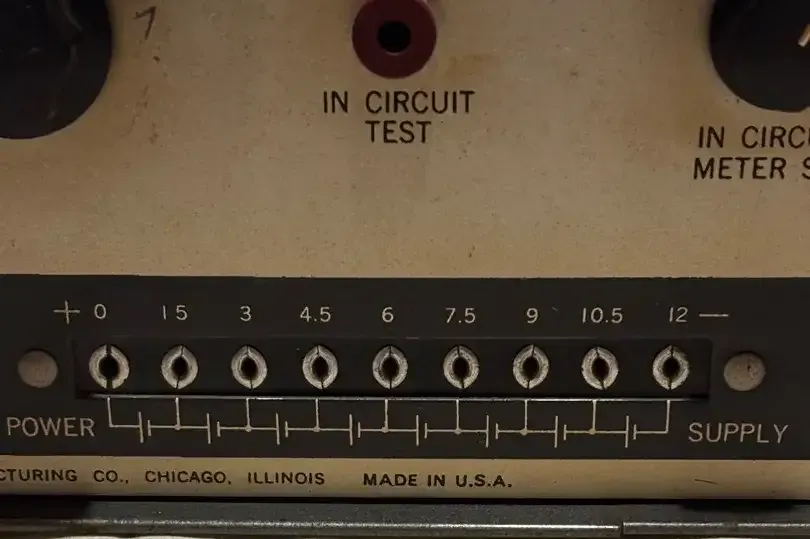 IN CIRCUIT
TEST
IN CIRCU
METER S
+ 0 1 5 3 4.5 6 7.5 9 10.5 12 —
POWER SUPPLY
CTURING CO., CHICAGO, ILLINOIS MADE IN U.S.A.